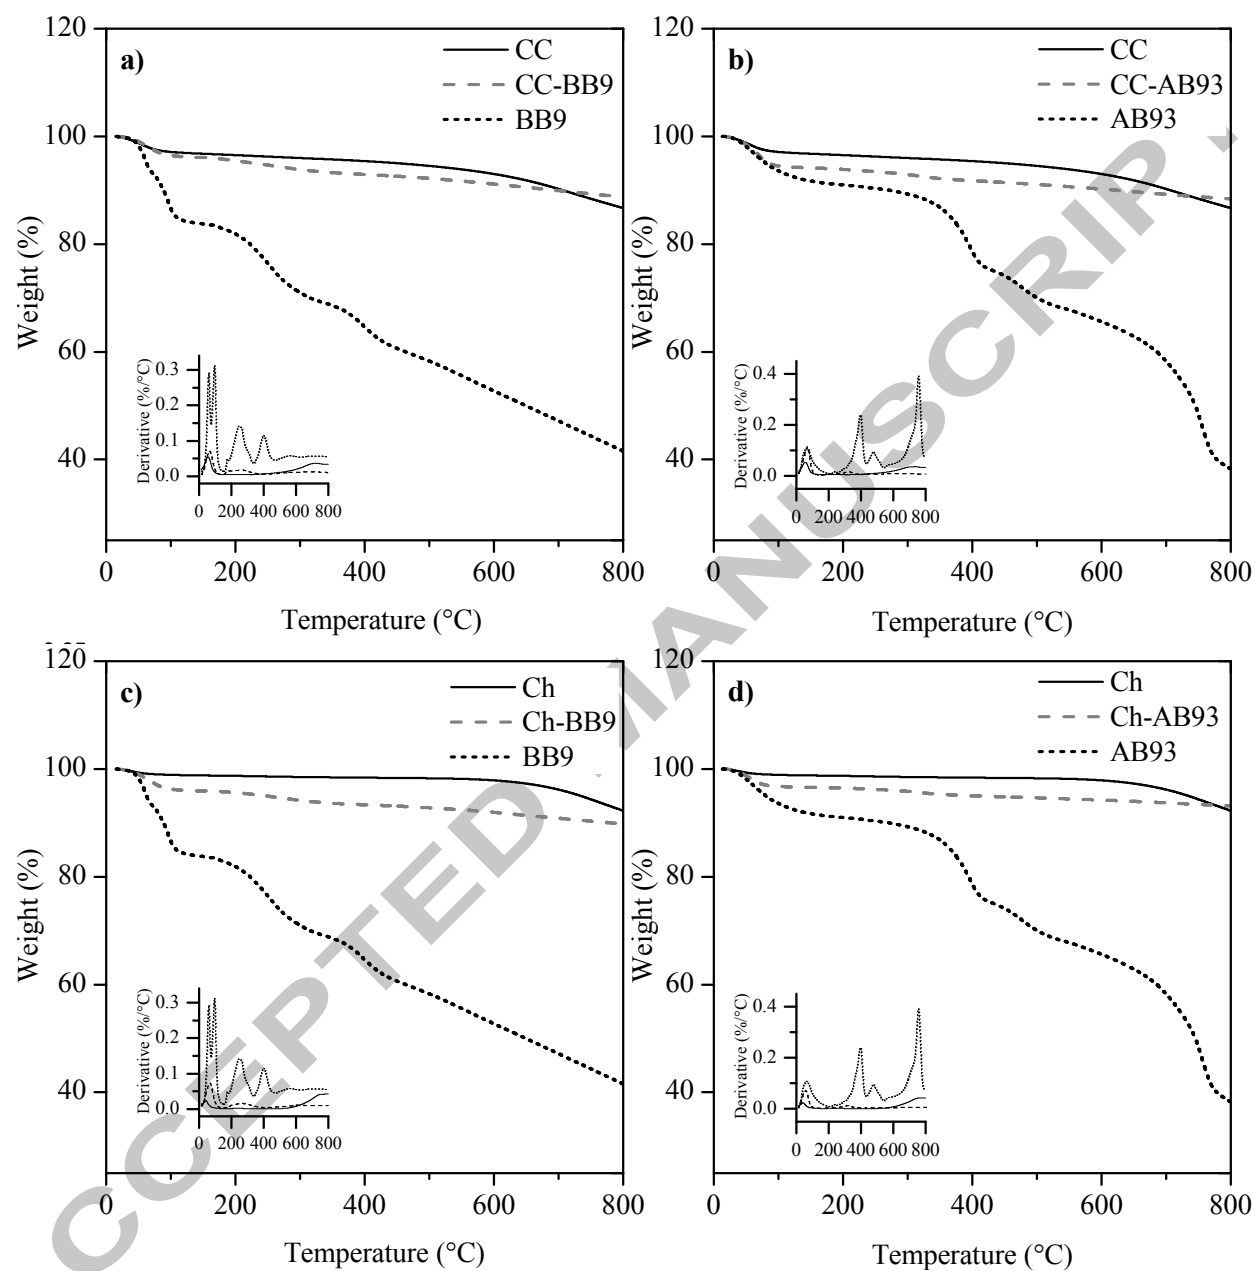 120
a)
CC
CC-BB9
BB9
100
80
60
40
Weight (%)
Derivative (%/°C)
0.3
0.2
0.1
0.0
0 200 400 600 800
0 200 400 600 800
Temperature (°C)
120
b)
CC
CC-AB93
AB93
100
80
60
40
Weight (%)
Derivative (%/°C)
0.4
0.2
0.0
0 200 400 600 800
0 200 400 600 800
Temperature (°C)
120
c)
Ch
Ch-BB9
BB9
100
80
60
40
Weight (%)
Derivative (%/°C)
0.3
0.2
0.1
0.0
0 200 400 600 800
0 200 400 600 800
Temperature (°C)
120
d)
Ch
Ch-AB93
AB93
100
80
60
40
Weight (%)
Derivative (%/°C)
0.4
0.2
0.0
0 200 400 600 800
0 200 400 600 800
Temperature (°C)
CCEPTED MANUSCRIP